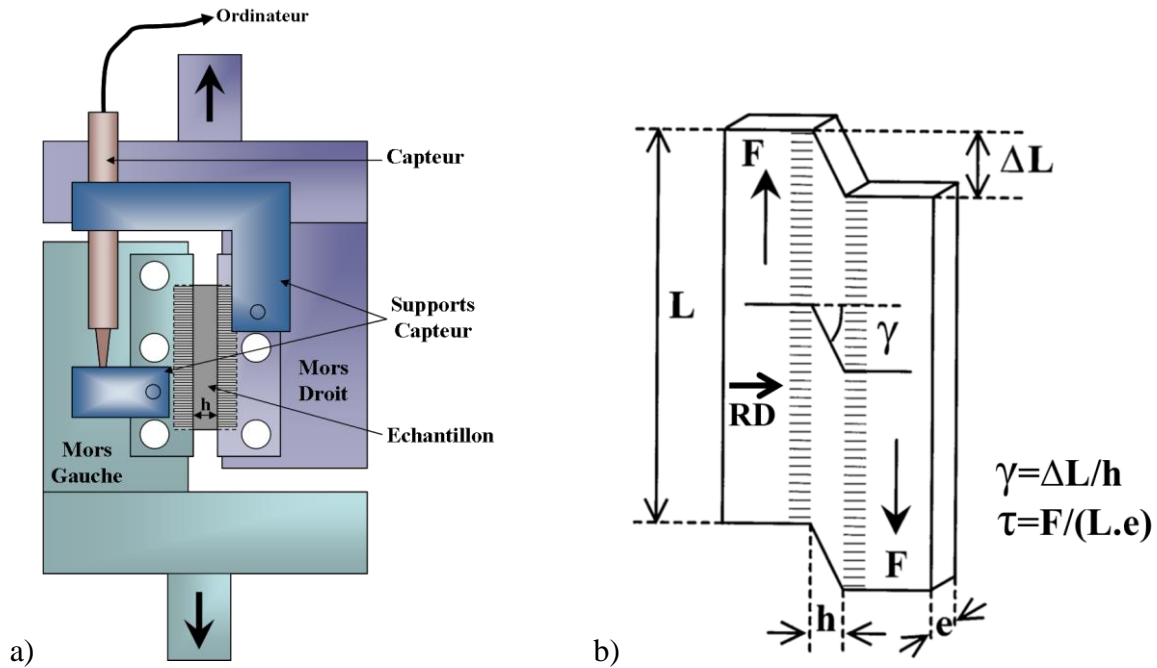 Ordinateur
Capteur
Supports
Capteur
Mors
Droit
h
Echantillon
Mors
Gauche
a)
F
ΔL
L
γ
RD
F
γ=ΔL/h
τ=F/(L.e)
h
e
b)